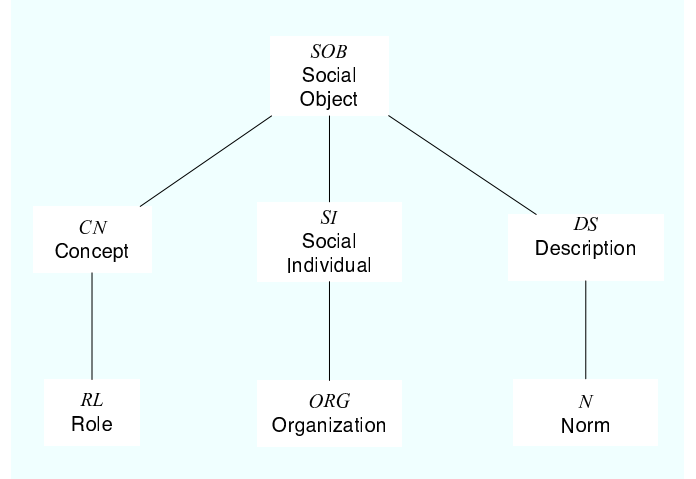 SOB
Social
Object
CN
Concept
SI
Social
Individual
DS
Description
RL
Role
ORG
Organization
N
Norm